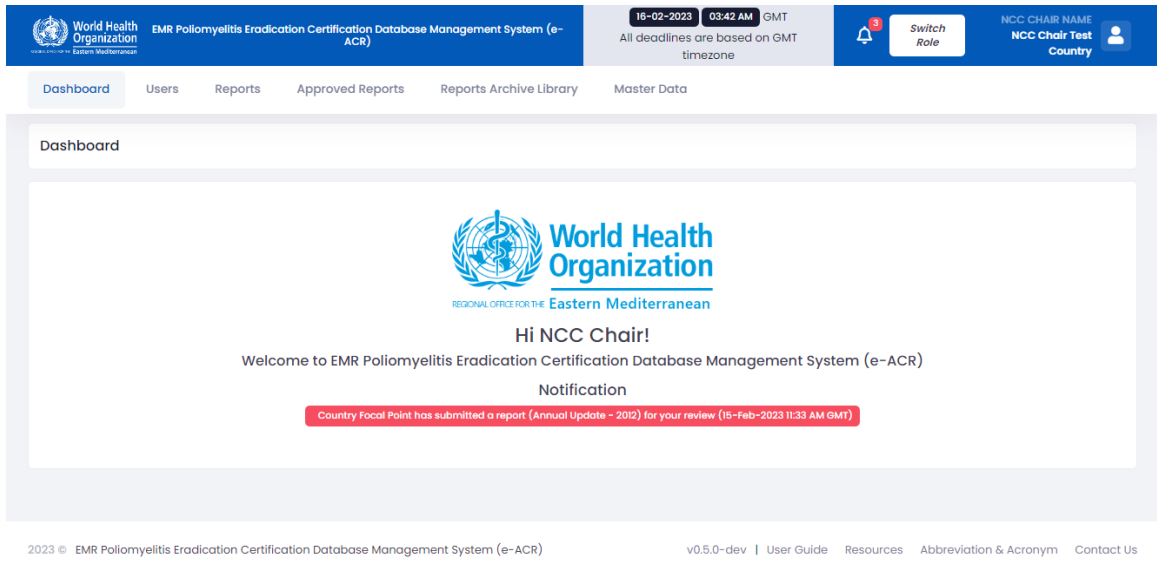 World Health
Organization
Eastern Mediterranean
EMR Poliomyelitis Eradication Certification Database Management System (e-
ACR)
16-02-2023 03:42 AM GMT
All deadlines are based on GMT
timezone
3
Switch
Role
NCC CHAIR NAME
NCC Chair Test
Country
Dashboard Users Reports Approved Reports Reports Archive Library Master Data
Dashboard
World Health
Organization
REGIONAL OFFICE FOR THE Eastern Mediterranean
Hi NCC Chair!
Welcome to EMR Poliomyelitis Eradication Certification Database Management System (e-ACR)
Notification
Country Focal Point has submitted a report (Annual Update - 2012) for your review (15-Feb-2023 11:33 AM GMT)
2023 © EMR Poliomyelitis Eradication Certification Database Management System (e-ACR)
v0.5.0-dev | User Guide Resources Abbreviation & Acronym Contact Us